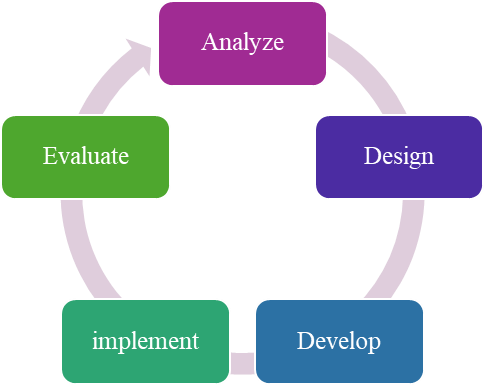 Analyze
Design
Develop
implement
Evaluate